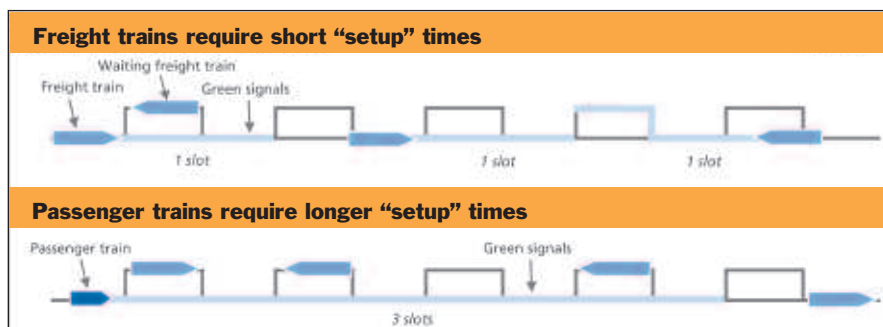 Freight trains require short “setup” times
Waiting freight train
Freight train
Green signals
1 slot
1 slot
1 slot
Passenger trains require longer “setup” times
Passenger train
Green signals
3 slots